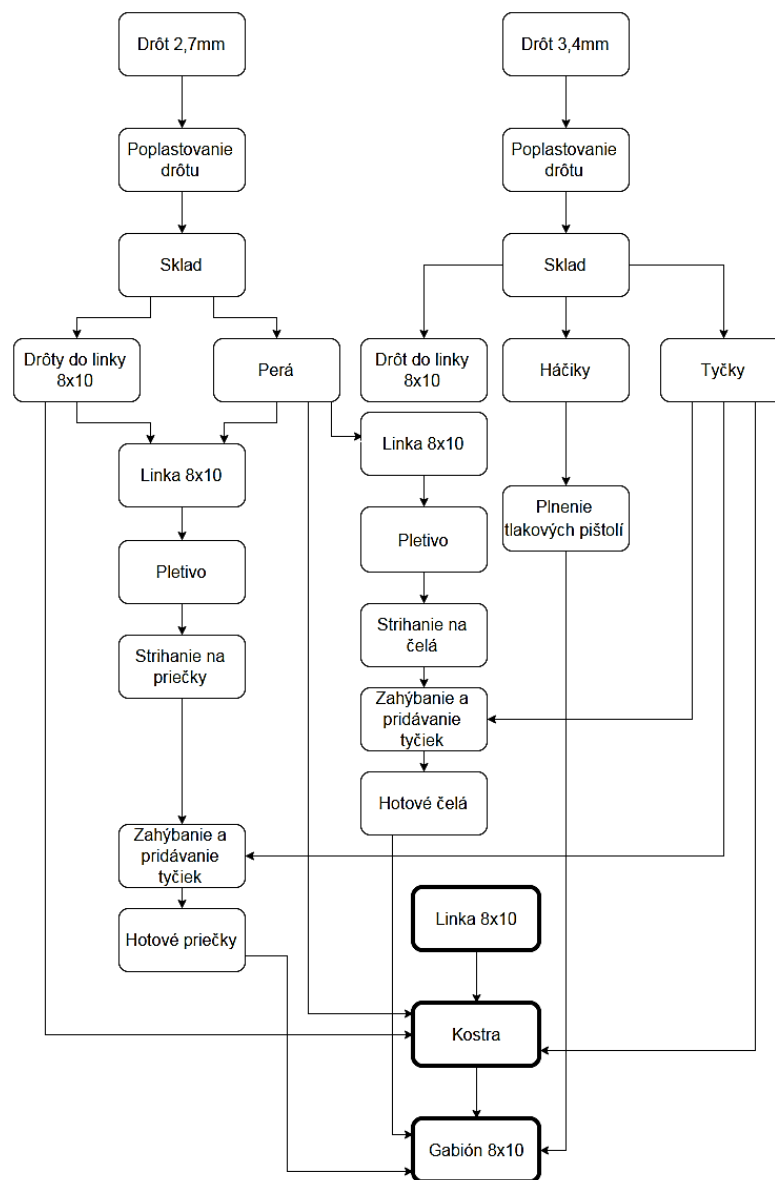 Drôt 2,7mm
Drôt 3,4mm
Poplastovanie
drôtu
Poplastovanie
drôtu
Sklad
Sklad
Drôty do linky
8x10
Perá
Drôt do linky
8x10
Háčiky
Tyčky
Linka 8x10
Linka 8x10
Plnenie
tlakových pištolí
Pletivo
Pletivo
Strihanie na
priečky
Strihanie na
čelá
Zahýbanie a
pridávanie
tyčiek
Hotové čelá
Zahýbanie a
pridávanie
tyčiek
Hotové priečky
Linka 8x10
Kostra
Gabión 8x10